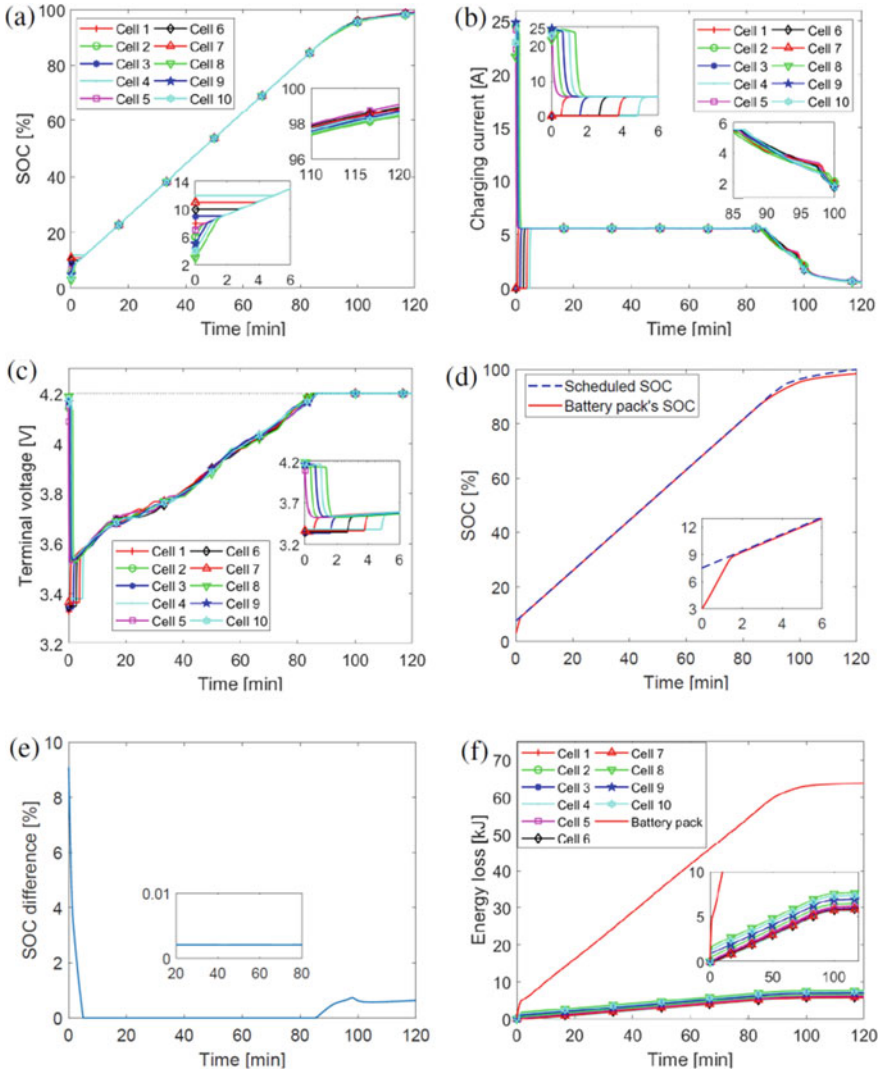 (a)
SOC [%]
100
80
60
40
20
0
Cell 1
Cell 2
Cell 3
Cell 4
Cell 5
Cell 6
Cell 7
Cell 8
Cell 9
Cell 10
100
98
96
110 115 120
14
12
10
8
6
4
2
0 2 4 6
0 20 40 60 80 100 120
Time [min]
(b)
Charging current [A]
25
20
15
10
5
0
25
20
15
10
5
0
0 2 4 6
Cell 1
Cell 2
Cell 3
Cell 4
Cell 5
Cell 6
Cell 7
Cell 8
Cell 9
Cell 10
6
4
2
85 90 95 100
0 20 40 60 80 100 120
Time [min]
(c)
Terminal voltage [V]
4.2
4
3.8
3.6
3.4
3.2
4.2
3.7
3.2
0 2 4 6
Cell 1
Cell 2
Cell 3
Cell 4
Cell 5
Cell 6
Cell 7
Cell 8
Cell 9
Cell 10
0 20 40 60 80 100 120
Time [min]
(d)
SOC [%]
100
80
60
40
20
0
Scheduled SOC
Battery pack's SOC
12
9
6
3
0 2 4 6
0 20 40 60 80 100 120
Time [min]
(e)
SOC difference [%]
10
8
6
4
2
0
0.01
0
20 40 60 80
0 20 40 60 80 100 120
Time [min]
(f)
Energy loss [kJ]
70
60
50
40
30
20
10
0
Cell 1
Cell 2
Cell 3
Cell 4
Cell 5
Cell 6
Cell 7
Cell 8
Cell 9
Cell 10
Battery pack
10
5
0
0 50 100
0 20 40 60 80 100 120
Time [min]